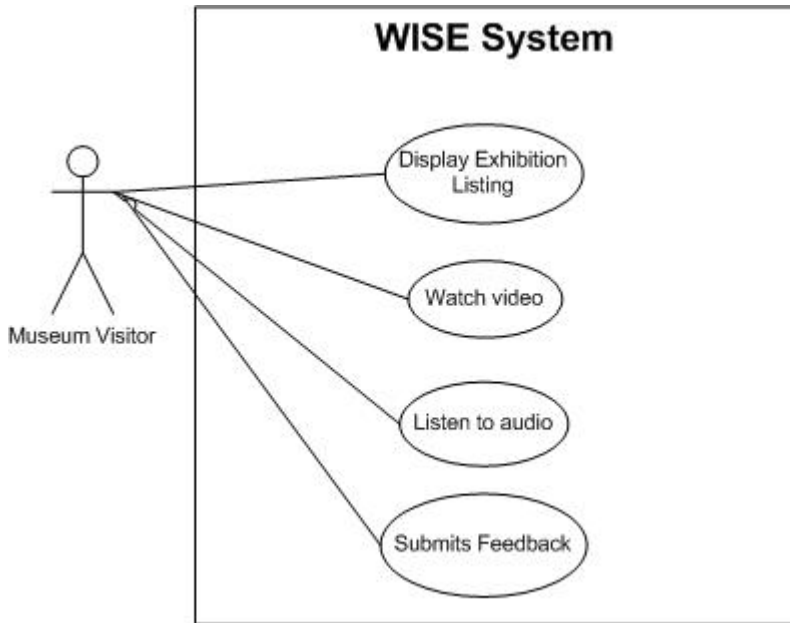 WISE System
Display Exhibition
Listing
Watch video
Museum Visitor
Listen to audio
Submits Feedback